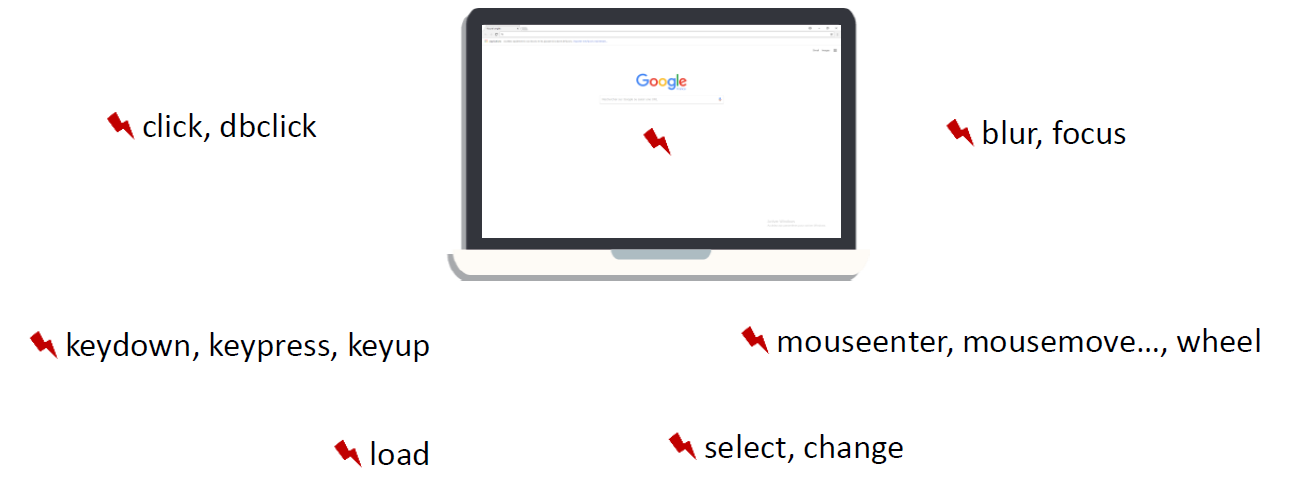 Google
click, dbclick
blur, focus
keydown, keypress, keyup
mouseenter, mousemove..., wheel
load
select, change